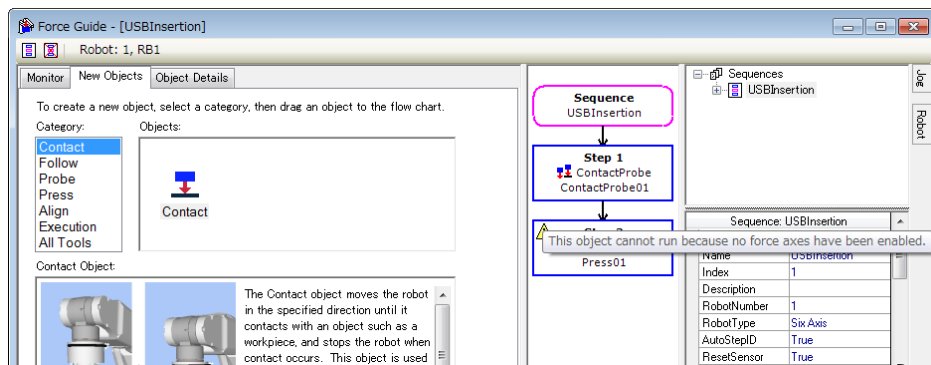 Force Guide - [USBInsertion]
Robot: 1, RB1
Monitor
New Objects
Object Details
To create a new object, select a category, then drag an object to the flow chart.
Category:
Objects:
Contact
Follow
Probe
Press
Align
Execution
All Tools
Contact
Contact Object:
The Contact object moves the robot
in the specified direction until it
contacts with an object such as a
workpiece, and stops the robot when
contact occurs. This object is used
Sequence
USBInsertion
Step 1
ContactProbe
ContactProbe01
This object cannot run because no force axes have been enabled.
Press01
Sequences
USBInsertion
Jog
Robot
Sequence: USBInsertion
Name USBInsertion
Index 1
Description
RobotNumber 1
RobotType Six Axis
AutoStepID True
ResetSensor True